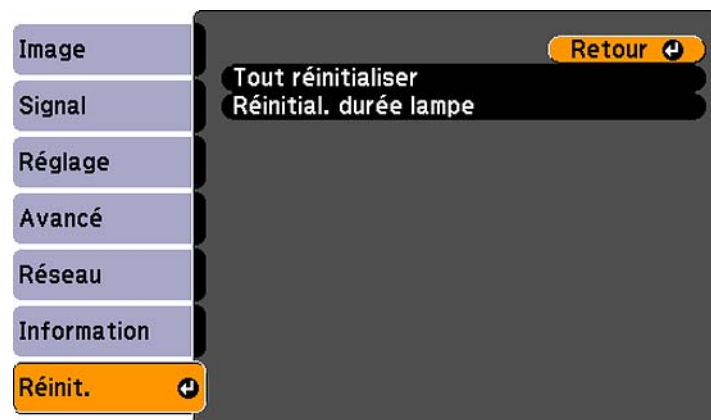 Image
Signal
Réglage
Avancé
Réseau
Information
Réinit.
Retour
Tout réinitialiser
Réinitial. durée lampe